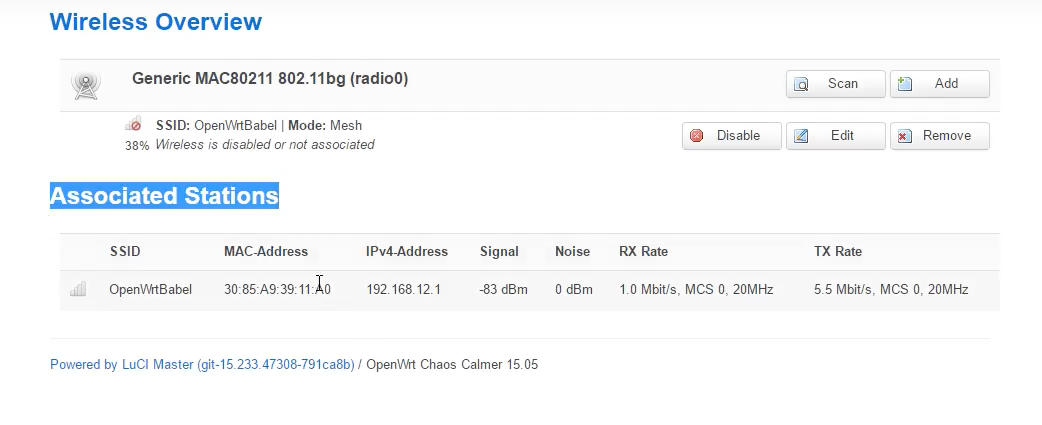 Wireless Overview
Generic MAC80211 802.11bg (radio0) Scan Add
SSID: OpenWrtBabel | Mode: Mesh
38% Wireless is disabled or not associated Disable Edit Remove
Associated Stations
SSID MAC-Address IPv4-Address Signal Noise RX Rate TX Rate
OpenWrtBabel 30:85:A9:39:11:A0 192.168.12.1 -83 dBm 0 dBm 1.0 Mbit/s, MCS 0, 20MHz 5.5 Mbit/s, MCS 0, 20MHz
Powered by LuCI Master (git-15.233.47308-791ca8b) / OpenWrt Chaos Calmer 15.05